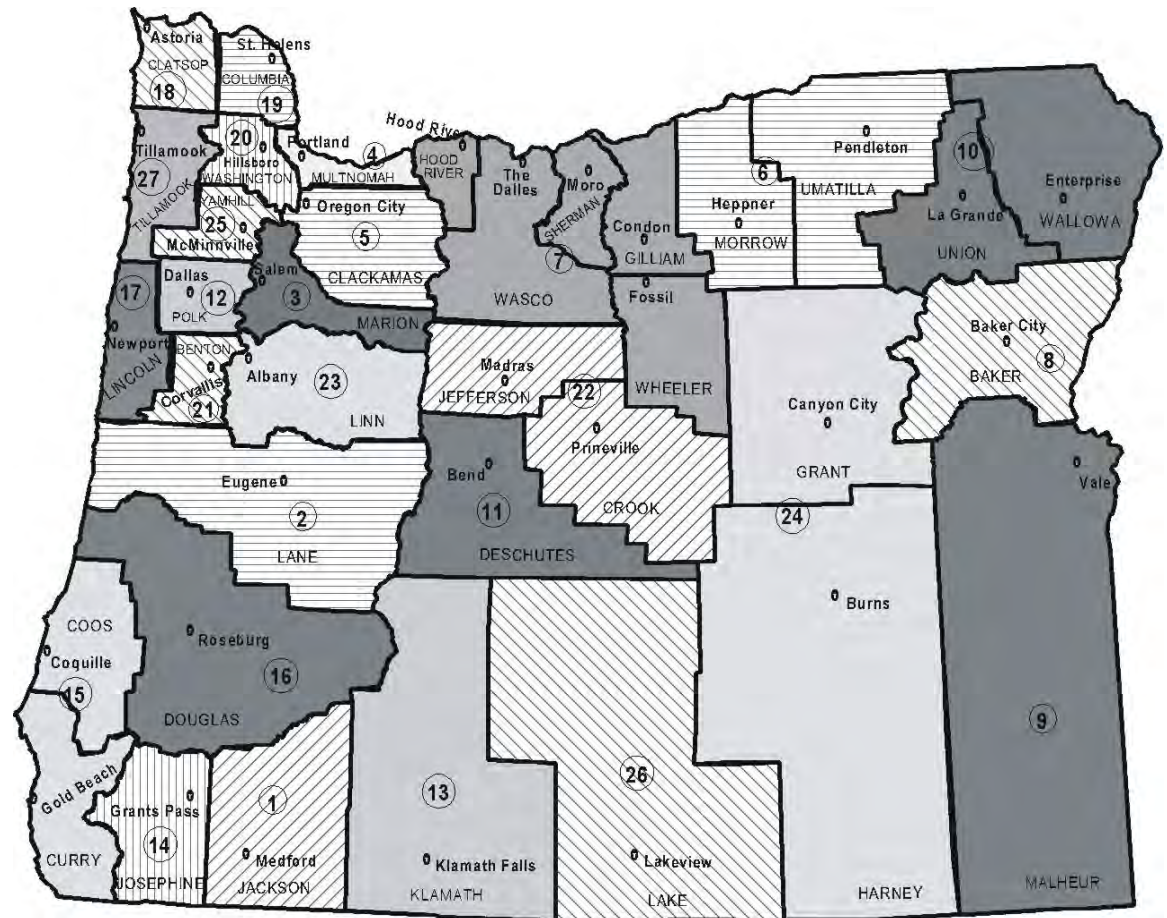 Astoria
CLATSOP
18
St. Helens
COLUMBIA
19
Tillamook
27
TILLAMOOK
20
Hillsboro
WASHINGTON
Portland
4
MULTNOMAH
Hood River
HOOD
RIVER
The
Dalles
Moro
SHERMAN
7
WASCO
Condon
GILLIAM
Fossil
WHEELER
6
Heppner
MORROW
Pendleton
UMATILLA
10
La Grande
UNION
Enterprise
WALLOWA
YAMHILL
25
McMinnville
Oregon City
5
CLACKAMAS
17
Newport
LINCOLN
Dallas
12
POLK
Salem
3
MARION
BENTON
Corvallis
21
Albany
23
LINN
Madras
JEFFERSON
22
Prineville
CROOK
Canyon City
GRANT
24
Baker City
8
BAKER
Vale
Eugene
2
LANE
Bend
11
DESCHUTES
Burns
HARNEY
9
MALHEUR
COOS
Coquille
15
Roseburg
16
DOUGLAS
Gold Beach
CURRY
Grants Pass
14
JOSEPHINE
1
Medford
JACKSON
13
Klamath Falls
KLAMATH
26
Lakeview
LAKE